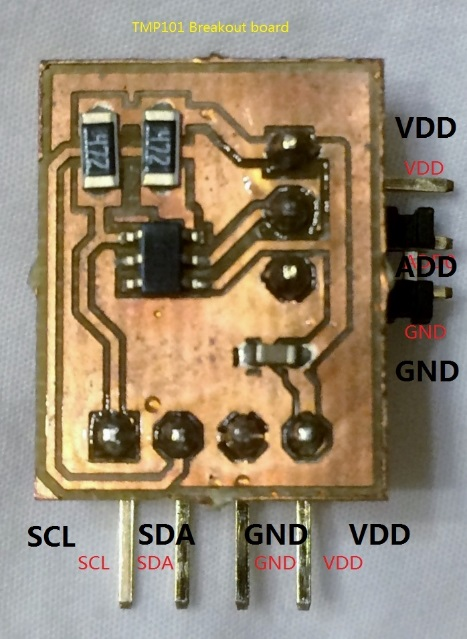 TMP101 Breakout board
472 472
VDD
VDD
ADD
GND
GND
SCL SDA GND VDD
SCL SDA GND VDD